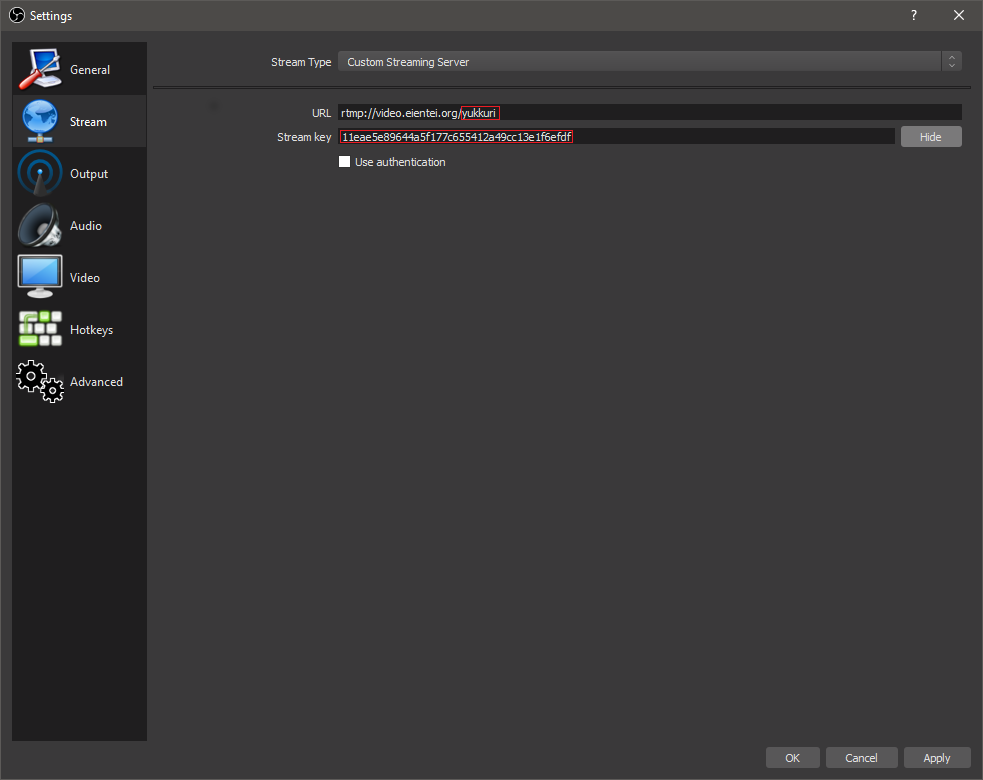 Settings
?
General
Stream
Output
Audio
Video
Hotkeys
Advanced
Stream Type Custom Streaming Server
URL rtmp://video.eientei.org/yukkuri
Stream key 11eae5e89644a5f177c655412a49cc13e1f6efdf Hide
Use authentication
OK Cancel Apply